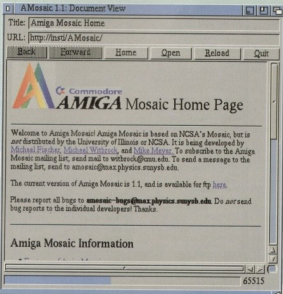 AMosaic 1.1: Document View
Title: Amiga Mosaic Home
URL: http://insti/AMosaic/
Back Forward Home Open Reload Quit
Commodore
AMIGA Mosaic Home Page
Welcome to Amiga Mosaic! Amiga Mosaic is based on NCSA's Mosaic, but is
not distributed by the University of Illinois or NCSA. It is being developed by
Michael Fischer, Michael Witbrock, and Mike Meyer. To subscribe to the Amiga
Mosaic mailing list, send mail to witbrock@cmu.edu. To send a message to the
mailing list, send to amosaic@max.physics.sunysb.edu.
The current version of Amiga Mosaic is 1.1, and is available for ftp here.
Please report all bugs to amosaic-bugs@max.physics.sunysb.edu. Do not send
bug reports to the individual developers! Thanks.
Amiga Mosaic Information
65515